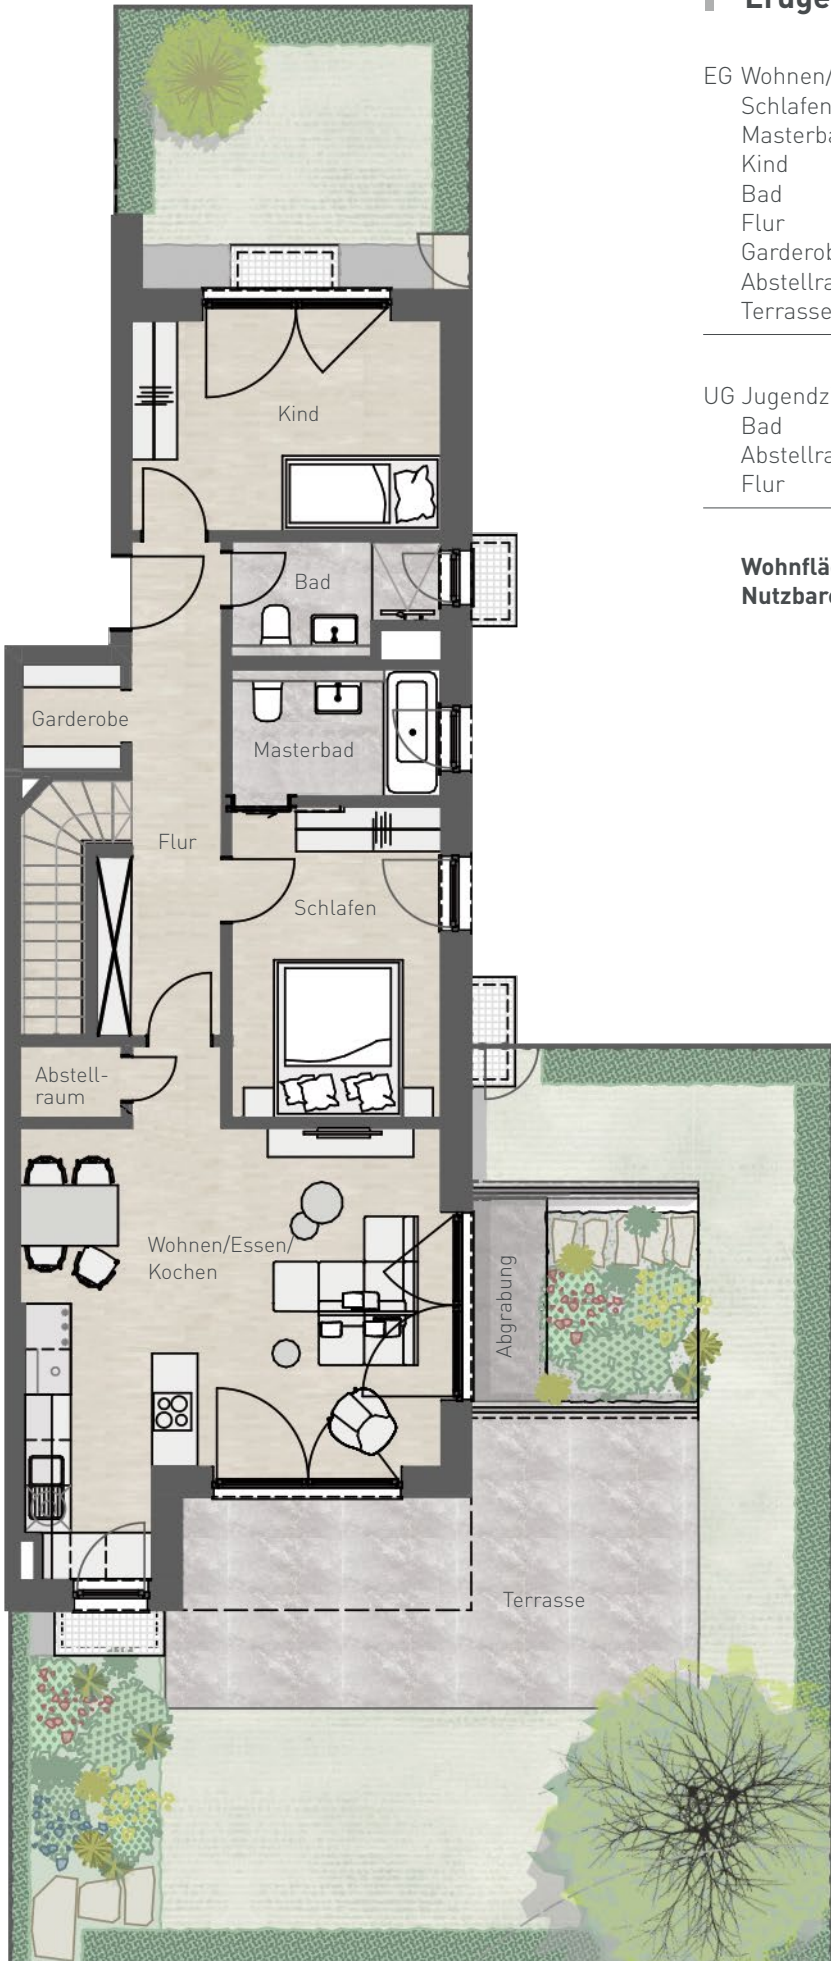 Erdge
EG Wohnen/
Schlafen
Masterba
Kind
Bad
Flur
Garderob
Abstellra
Terrasse
UG Jugendz
Bad
Abstellra
Flur
Wohnflä
Nutzbare
Kind
Bad
Garderobe
Masterbad
Flur
Schlafen
Abstell-
raum
Wohnen/Essen/
Kochen
Abgrabung
Terrasse